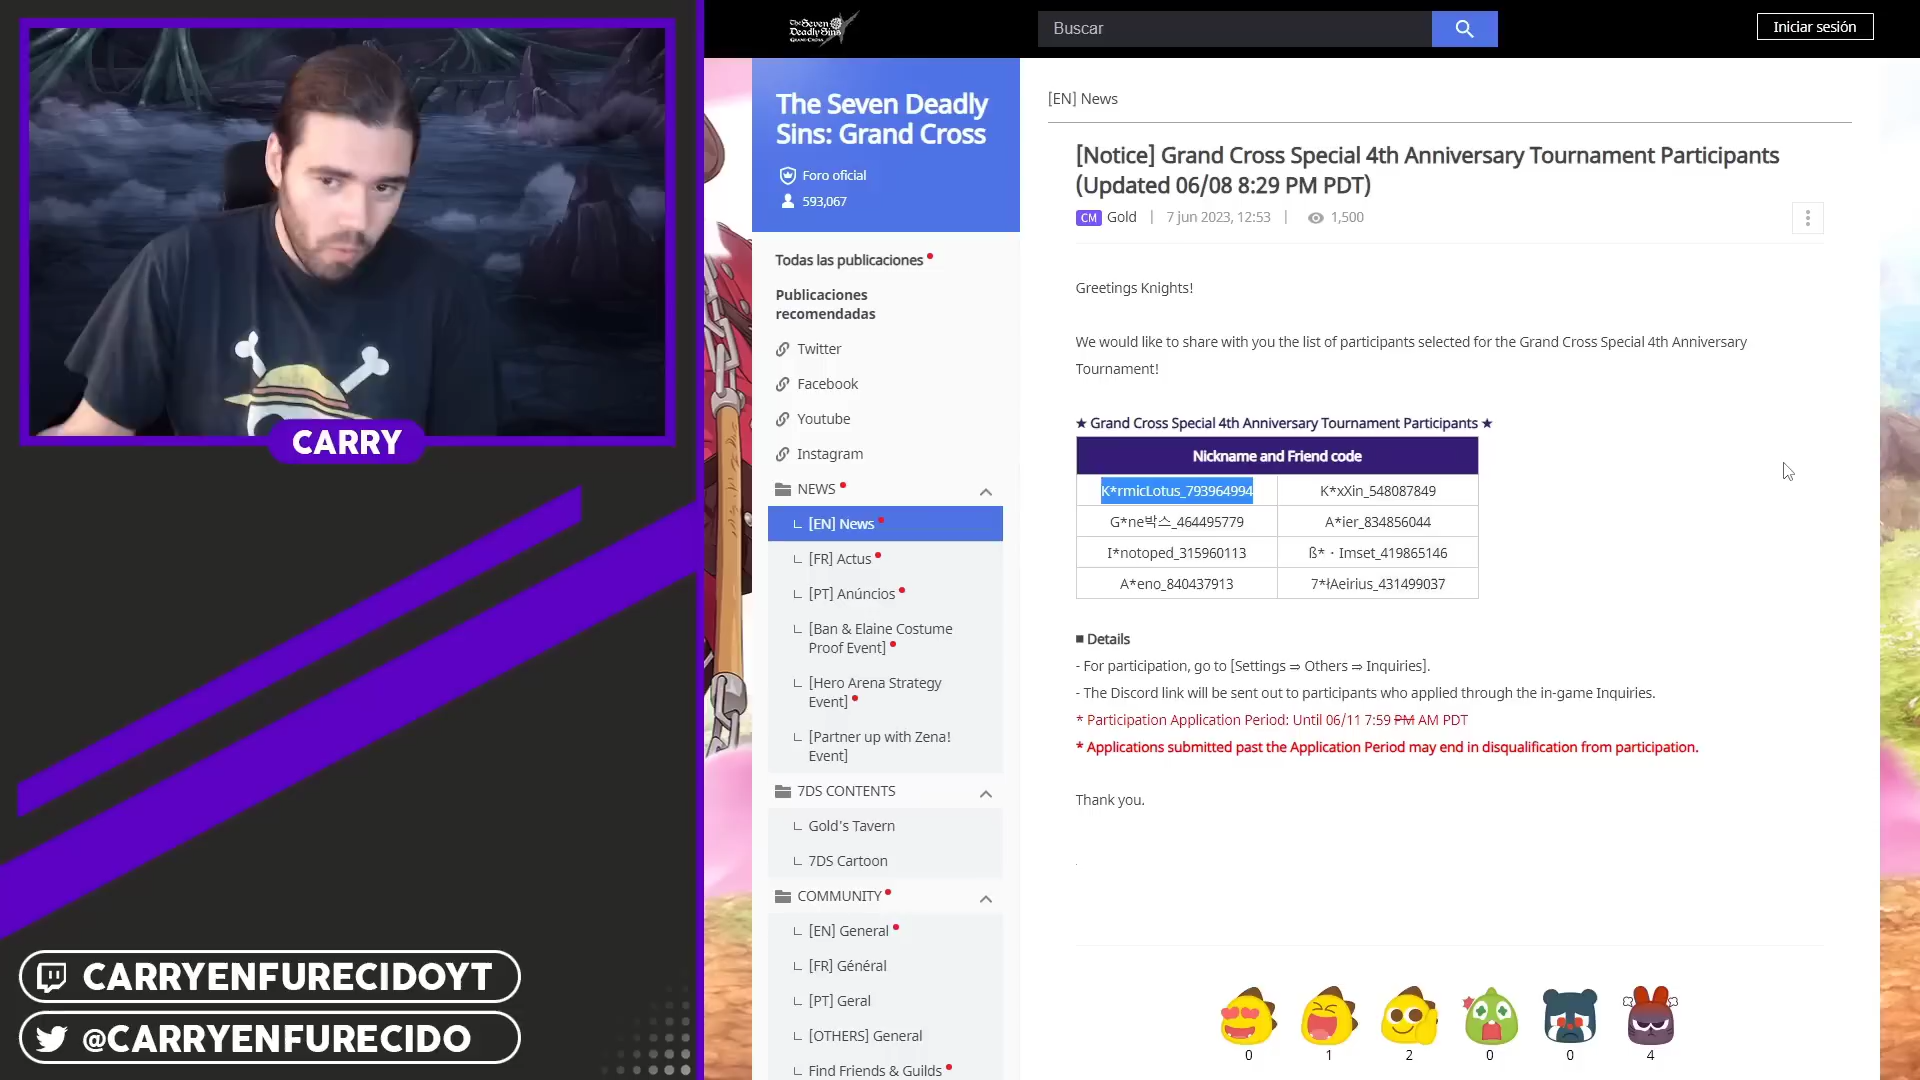 CARRY
CARRYENFURECIDOYT
@CARRYENFURECIDO
The Seven
Deadly Sins
GRAND CROSS
Buscar
Iniciar sesión
The Seven Deadly
Sins: Grand Cross
Foro oficial
593,067
Todas las publicaciones
Publicaciones
recomendadas
Twitter
Facebook
Youtube
Instagram
NEWS
[EN] News
[FR] Actus
[PT] Anúncios
[Ban & Elaine Costume
Proof Event]
[Hero Arena Strategy
Event]
[Partner up with Zena!
Event]
7DS CONTENTS
Gold's Tavern
7DS Cartoon
COMMUNITY
[EN] General
[FR] Général
[PT] Geral
[OTHERS] General
Find Friends & Guilds
[EN] News
[Notice] Grand Cross Special 4th Anniversary Tournament Participants
(Updated 06/08 8:29 PM PDT)
CM Gold | 7 jun 2023, 12:53 | 1,500
Greetings Knights!
We would like to share with you the list of participants selected for the Grand Cross Special 4th Anniversary
Tournament!
★ Grand Cross Special 4th Anniversary Tournament Participants ★
Nickname and Friend code
K*rmicLotus_793964994 K*xXin_548087849
G*ne박스_464495779 A*ier_834856044
I*notoped_315960113 ß*・Imset_419865146
A*eno_840437913 7*łAeirius_431499037
■ Details
- For participation, go to [Settings ⇒ Others ⇒ Inquiries].
- The Discord link will be sent out to participants who applied through the in-game Inquiries.
* Participation Application Period: Until 06/11 7:59 PM AM PDT
* Applications submitted past the Application Period may end in disqualification from participation.
Thank you.
.
0 1 2 0 0 4